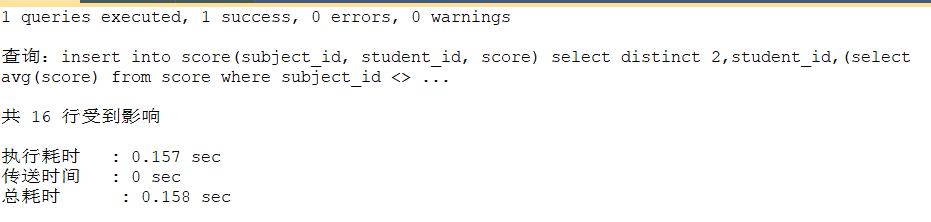 1 queries executed, 1 success, 0 errors, 0 warnings
查询：insert into score(subject_id, student_id, score) select distinct 2,student_id,(select
avg(score) from score where subject_id <> ...
共 16 行受到影响
执行耗时   : 0.157 sec
传送时间   : 0 sec
总耗时      : 0.158 sec